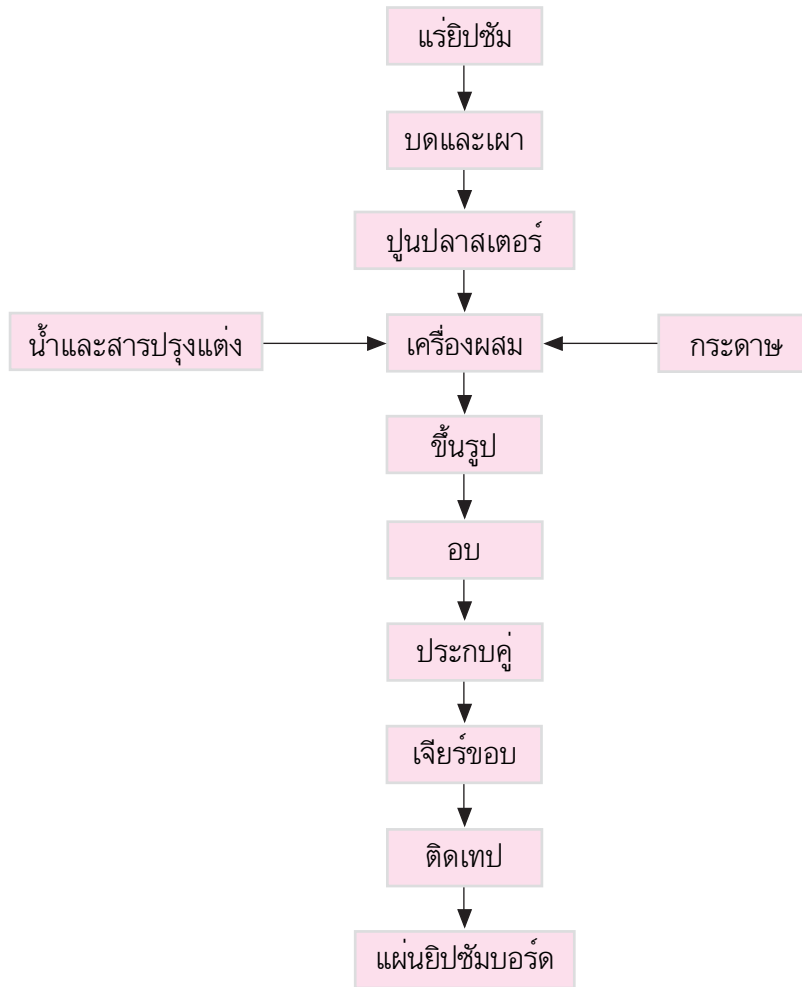 แร่ยิปซัม
บดและเผา
ปูนปลาสเตอร์
น้ำและสารปรุงแต่ง
เครื่องผสม
กระดาษ
ขึ้นรูป
อบ
ประกบคู่
เจียร์ขอบ
ติดเทป
แผ่นยิปซัมบอร์ด